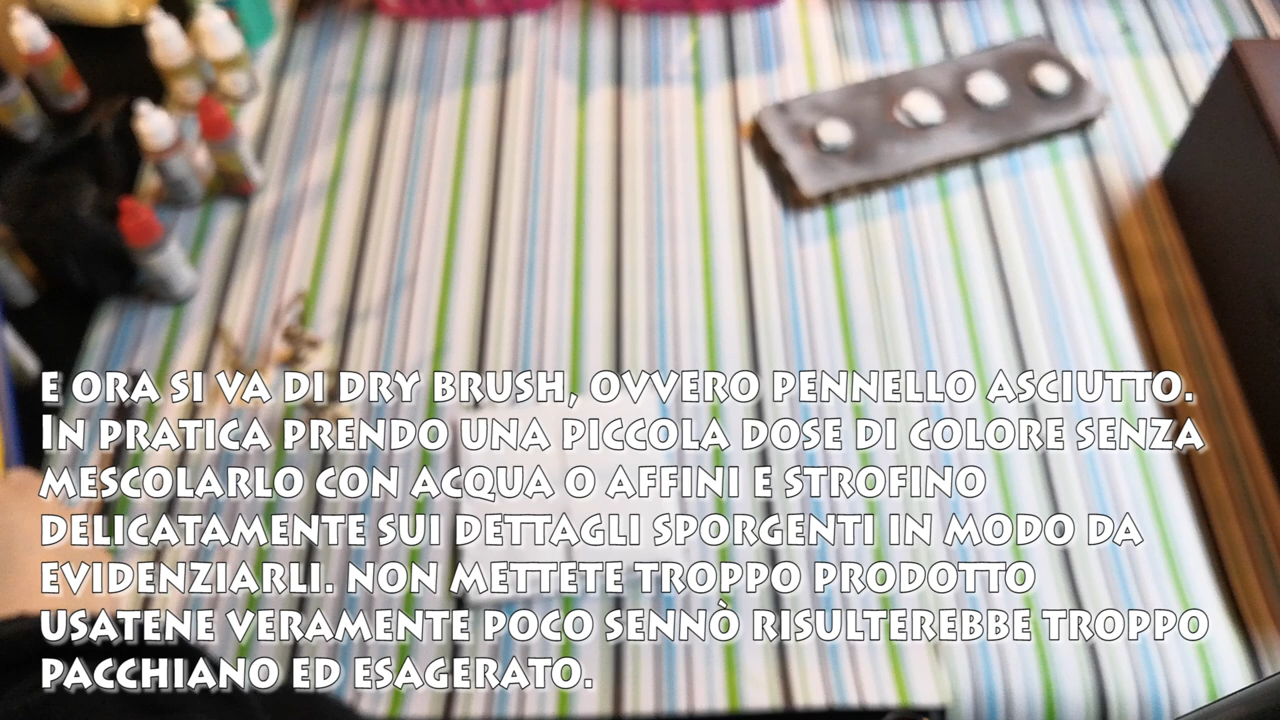 E ORA SI VA DI DRY BRUSH, OVVERO PENNELLO ASCIUTTO.
IN PRATICA PRENDO UNA PICCOLA DOSE DI COLORE SENZA
MESCOLARLO CON ACQUA O AFFINI E STROFINO
DELICATAMENTE SUI DETTAGLI SPORGENTI IN MODO DA
EVIDENZIARLI. NON METTETE TROPPO PRODOTTO
USATENE VERAMENTE POCO SENNÒ RISULTEREBBE TROPPO
PACCHIANO ED ESAGERATO.